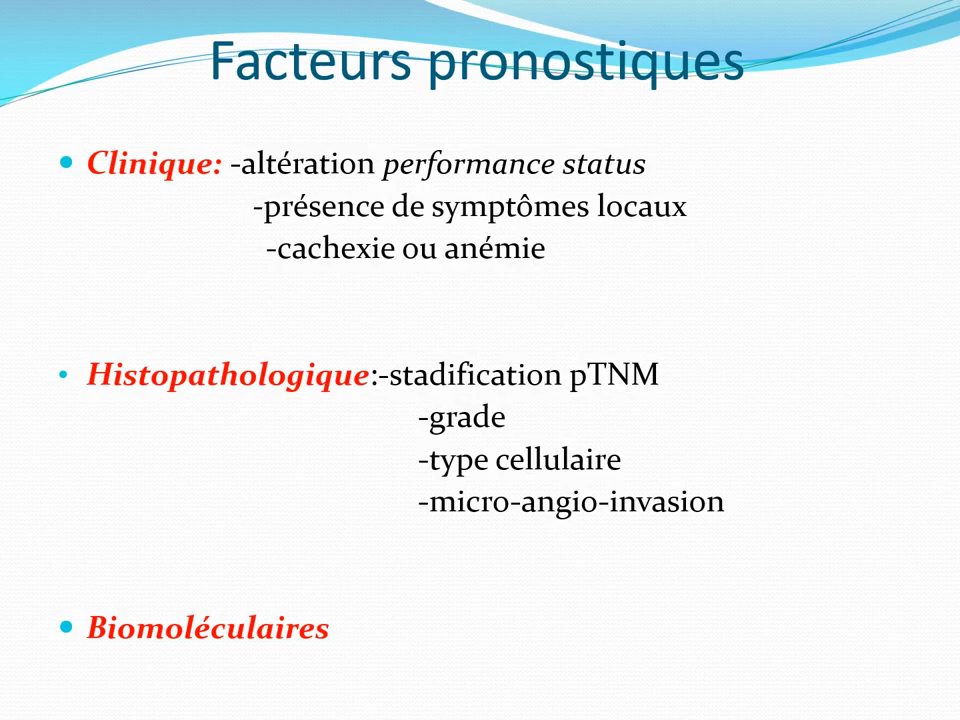 Facteurs pronostiques
• Clinique: -altération performance status
-présence de symptômes locaux
-cachexie ou anémie
• Histopathologique:-stadification pTNM
-grade
-type cellulaire
-micro-angio-invasion
• Biomoléculaires